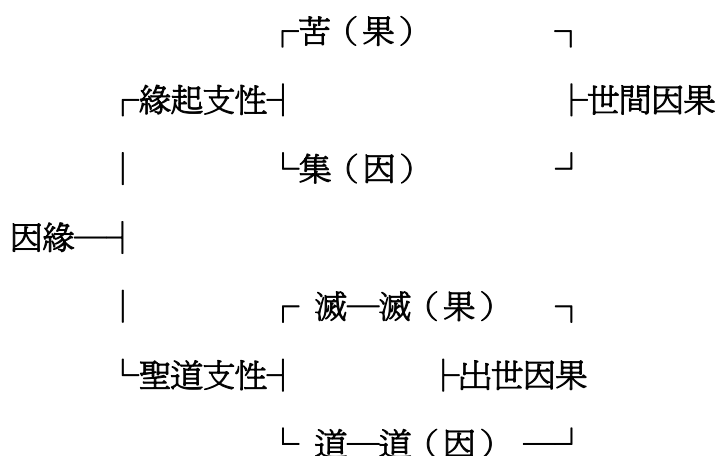 ┌苦（果） ┐
┌緣起支性┤ ├世間因果
│ └集（因） ┘
因緣──┤
│ ┌ 滅─滅（果） ┐
└聖道支性┤ ├出世因果
└ 道─道（因） ─┘